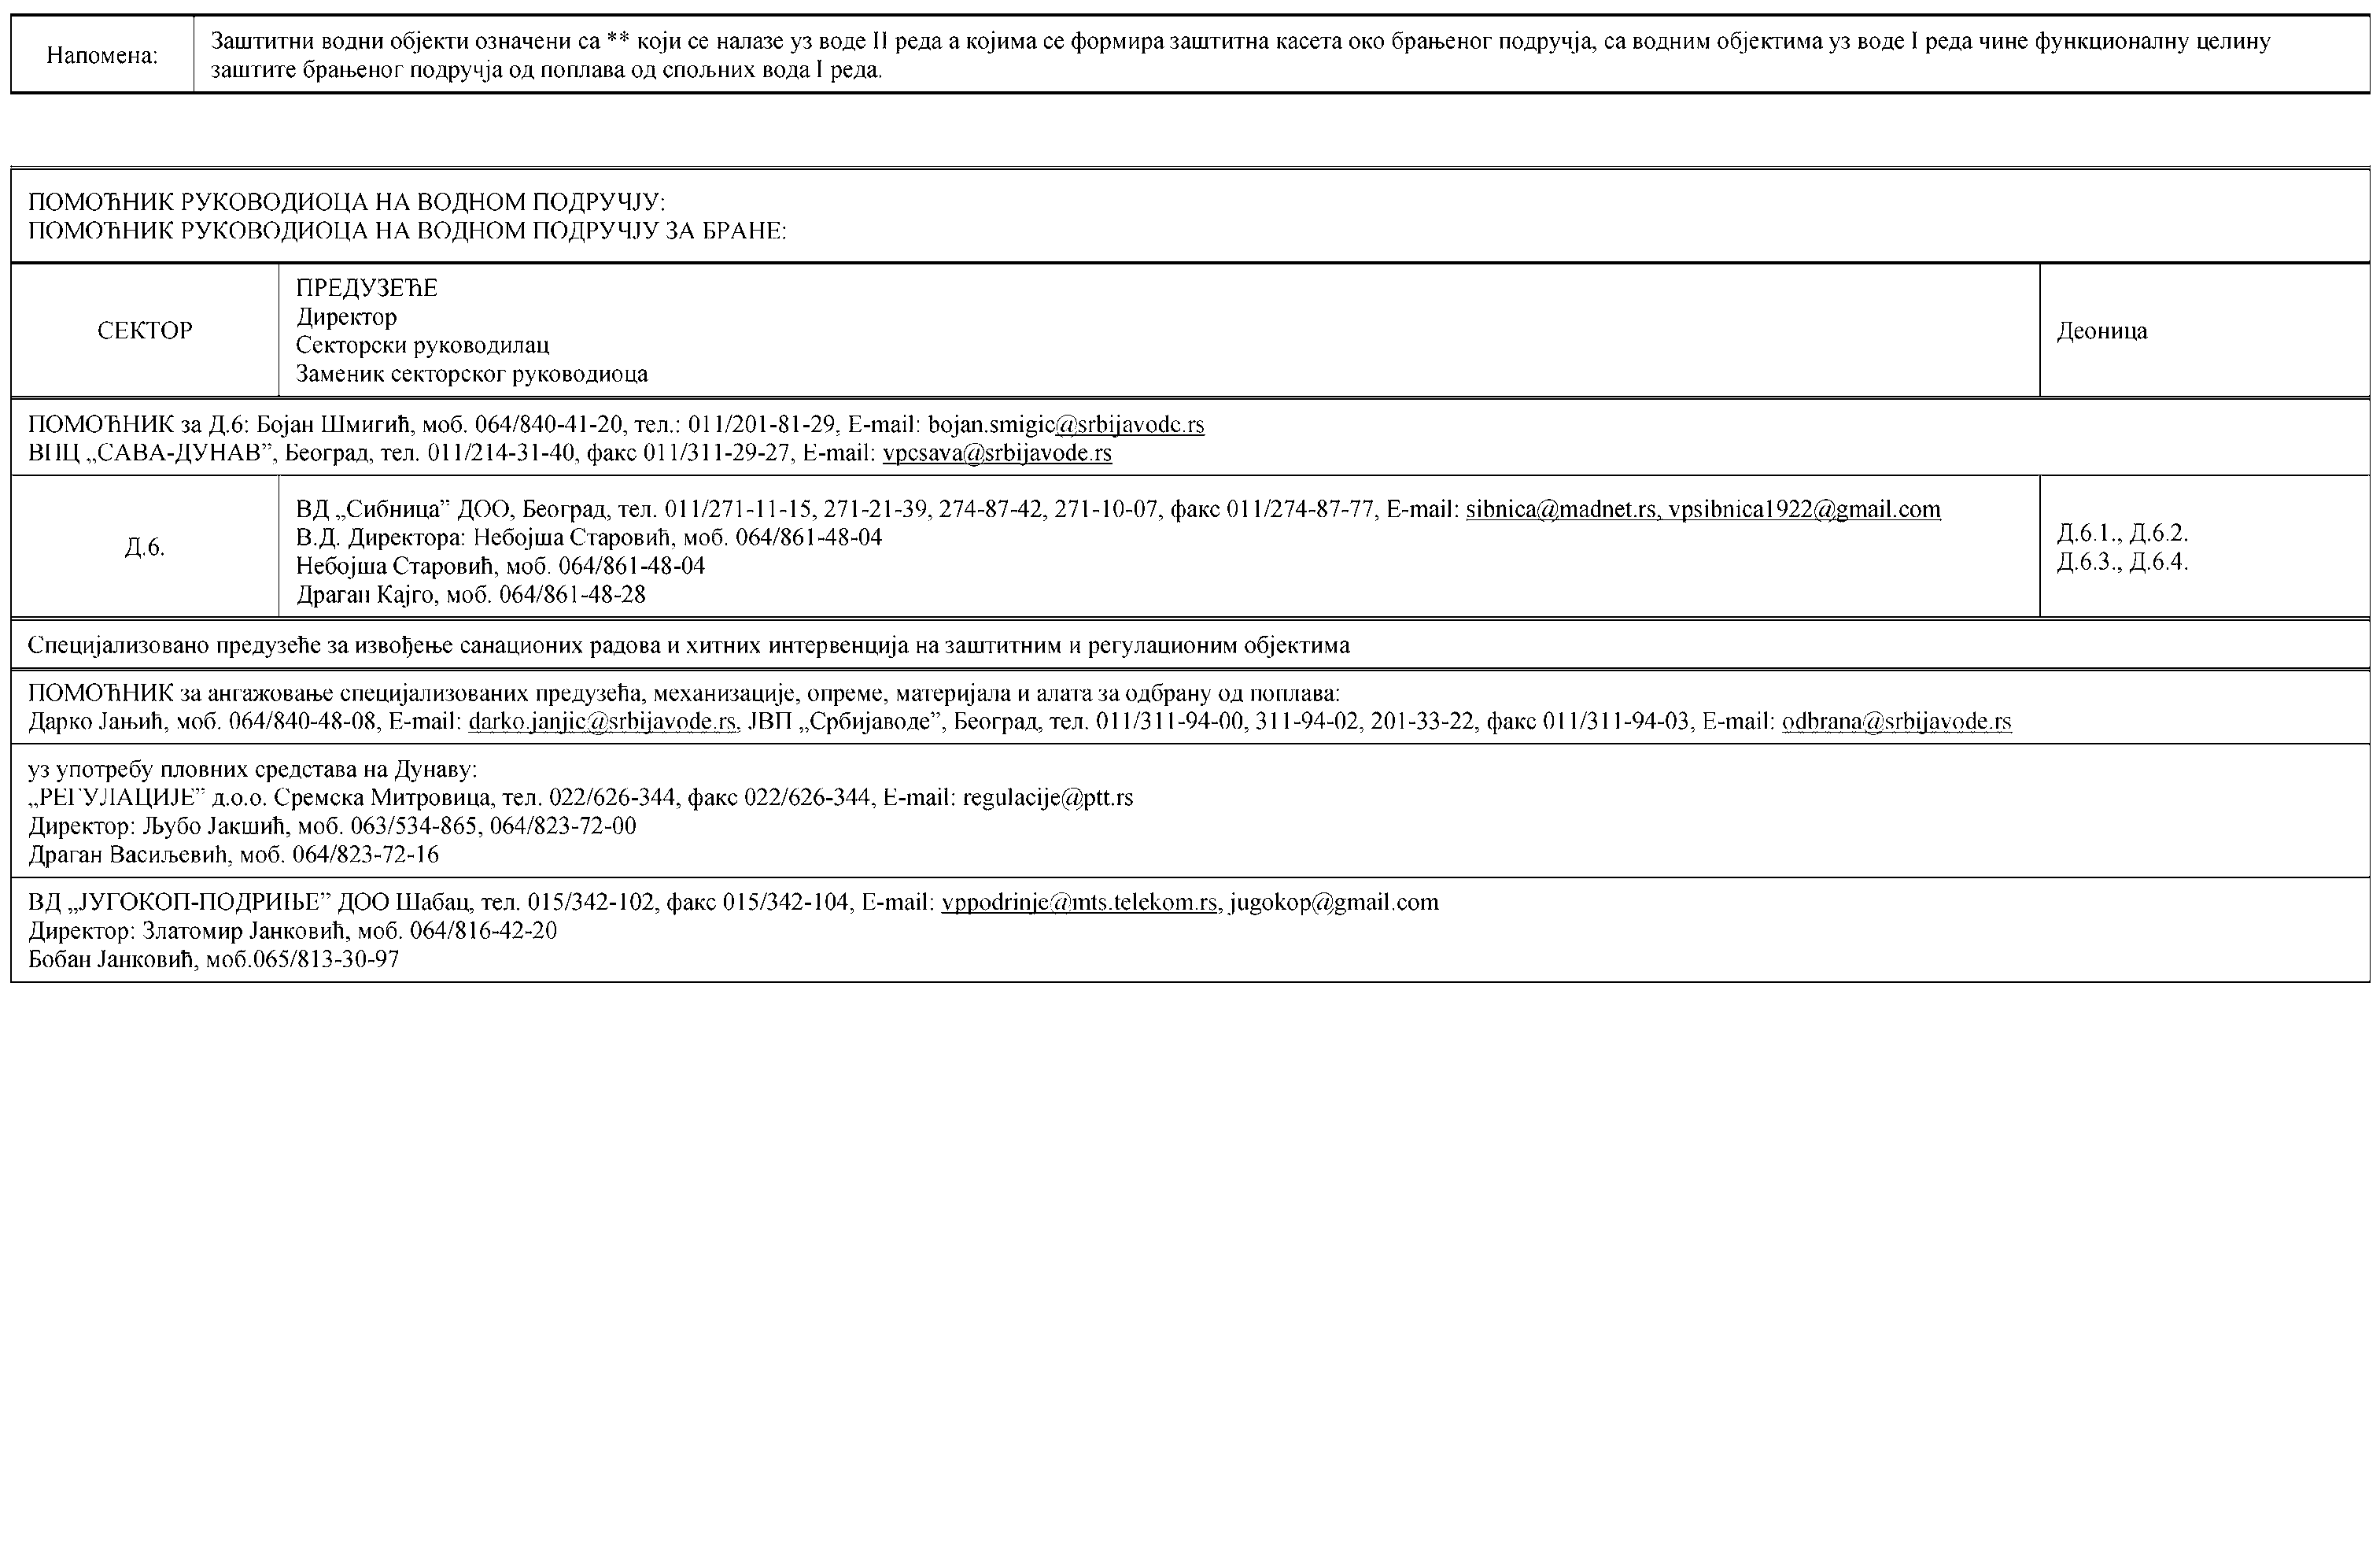 Напомена:
Заштитни водни објекти означени са ** који се налазе уз воде II реда а којима се формира заштитна касета око брањеног подручја, са водним објектима уз воде I реда чине функционалну целину
заштите брањеног подручја од поплава од спољних вода I реда.
ПОМОЋНИК РУКОВОДИОЦА НА ВОДНОМ ПОДРУЧЈУ:
ПОМОЋНИК РУКОВОДИОЦА НА ВОДНОМ ПОДРУЧЈУ ЗА БРАНЕ:
СЕКТОР
ПРЕДУЗЕЋЕ
Директор
Секторски руководилац
Заменик секторског руководиоца
Деоница
ПОМОЋНИК за Д.6: Бојан Шмигић, моб. 064/840-41-20, тел.: 011/201-81-29, E-mail: bojan.smigic@srbijavode.rs
ВПЦ „САВА-ДУНАВ”, Београд, тел. 011/214-31-40, факс 011/311-29-27, E-mail: vpcsava@srbijavode.rs
Д.6.
ВД „Сибница” ДОО, Београд, тел. 011/271-11-15, 271-21-39, 274-87-42, 271-10-07, факс 011/274-87-77, E-mail: sibnica@madnet.rs, vpsibnica1922@gmail.com
В.Д. Директора: Небојша Старовић, моб. 064/861-48-04
Небојша Старовић, моб. 064/861-48-04
Драган Кајго, моб. 064/861-48-28
Д.6.1., Д.6.2.
Д.6.3., Д.6.4.
Специјализовано предузеће за извођење санационих радова и хитних интервенција на заштитним и регулационим објектима
ПОМОЋНИК за ангажовање специјализованих предузећа, механизације, опреме, материјала и алата за одбрану од поплава:
Дарко Јањић, моб. 064/840-48-08, E-mail: darko.janjic@srbijavode.rs, ЈВП „Србијаводе”, Београд, тел. 011/311-94-00, 311-94-02, 201-33-22, факс 011/311-94-03, E-mail: odbrana@srbijavode.rs
уз употребу пловних средстава на Дунаву:
„РЕГУЛАЦИЈЕ” д.о.о. Сремска Митровица, тел. 022/626-344, факс 022/626-344, E-mail: regulacije@ptt.rs
Директор: Љубо Јакшић, моб. 063/534-865, 064/823-72-00
Драган Васиљевић, моб. 064/823-72-16
ВД „ЈУГОКОП-ПОДРИЊЕ” ДОО Шабац, тел. 015/342-102, факс 015/342-104, E-mail: vppodrinje@mts.telekom.rs, jugokop@gmail.com
Директор: Златомир Јанковић, моб. 064/816-42-20
Бобан Јанковић, моб.065/813-30-97